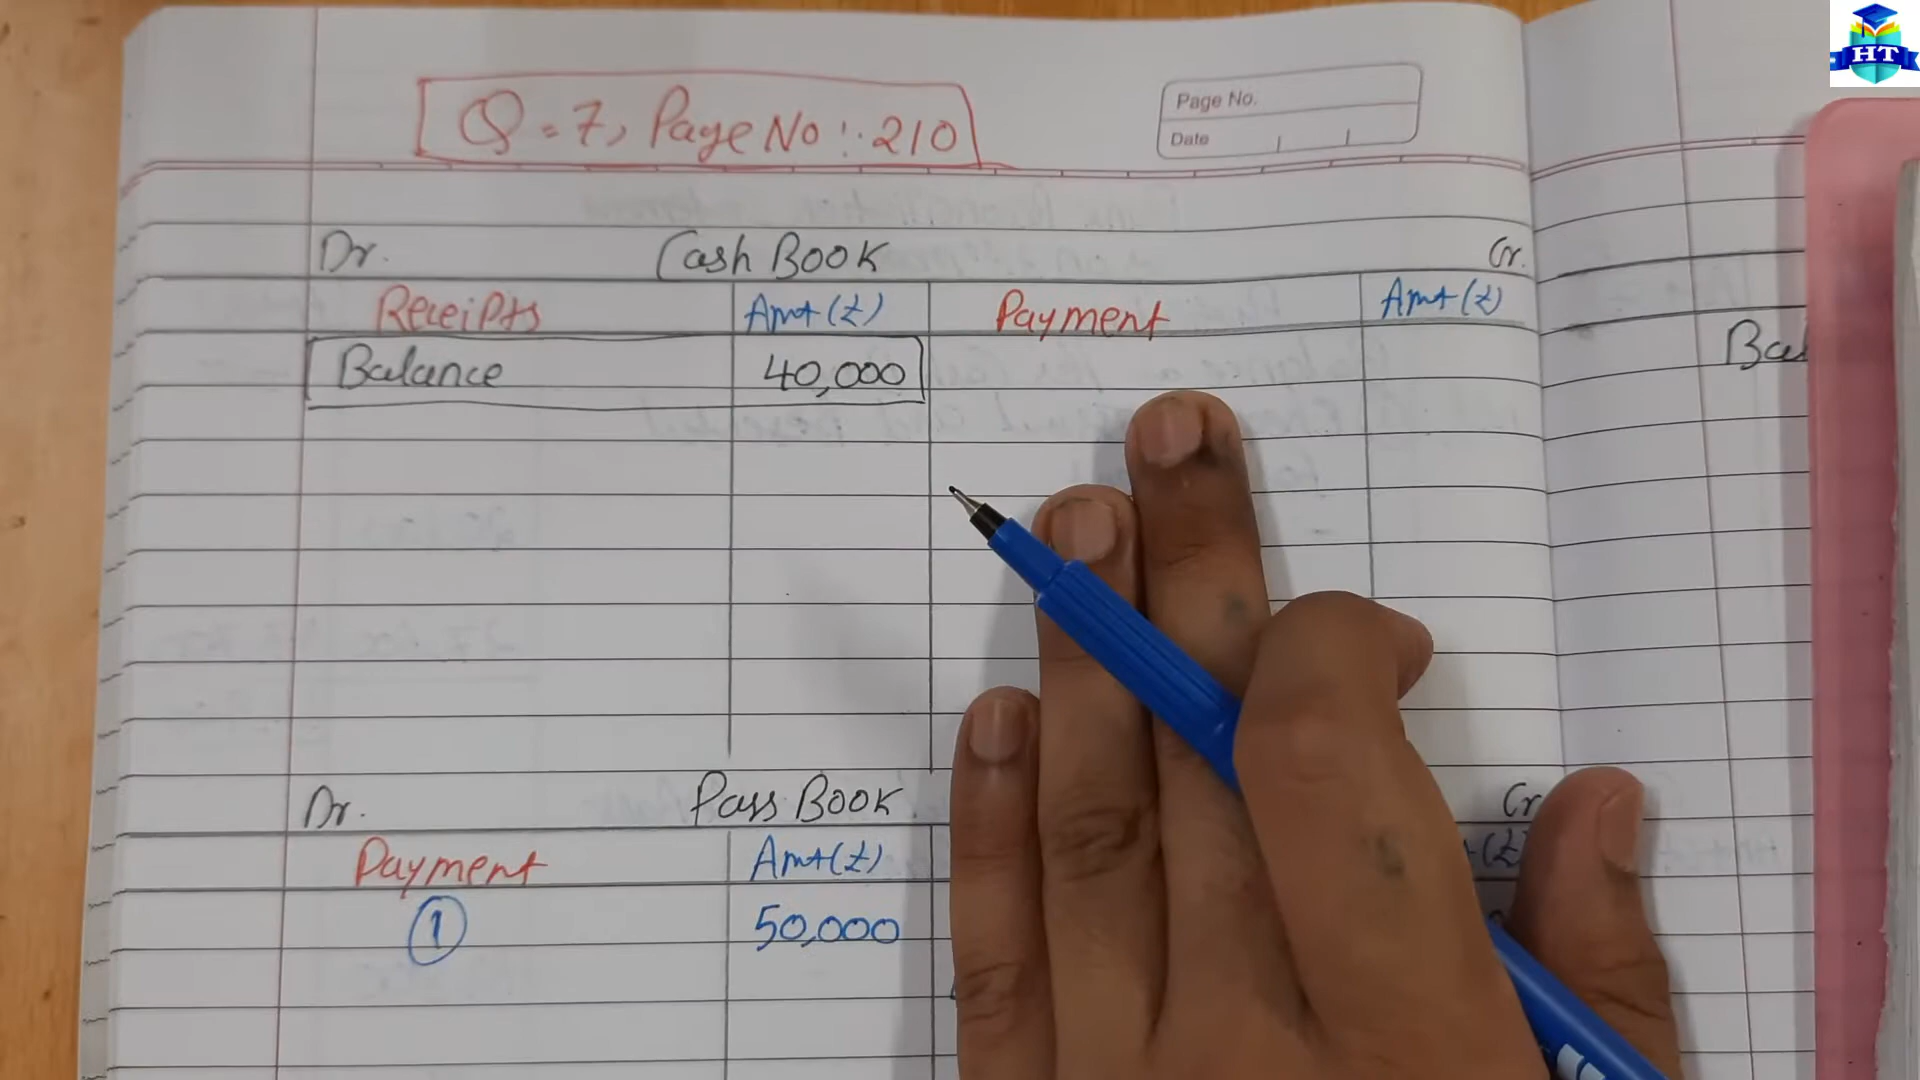 HT
Q=7, Page No:.210
Page No.
Date
Dr. Cash BOOK Cr.
Receipts Amt(₹) Payment Amt(₹)
Balance 40,000
Dr. Pass BOOK Cr
Payment Amt(₹)
① 50,000